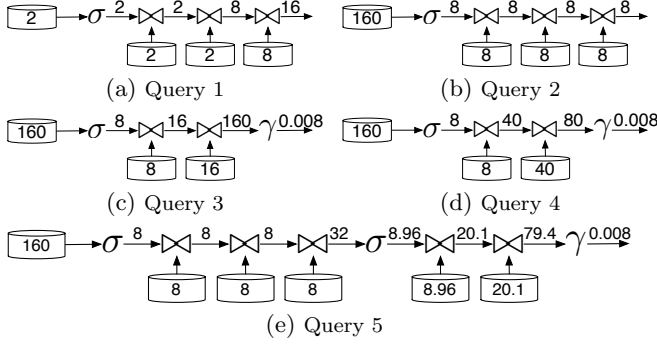 2 σ 2 2 8 16
2 2 8
(a) Query 1
160 σ 8 8 8 8
8 8 8
(b) Query 2
160 σ 8 16 160 γ 0.008
8 16
(c) Query 3
160 σ 8 40 80 γ 0.008
8 40
(d) Query 4
160 σ 8 8 8 32 σ 8.96 20.1 79.4 γ 0.008
8 8 8 8.96 20.1
(e) Query 5